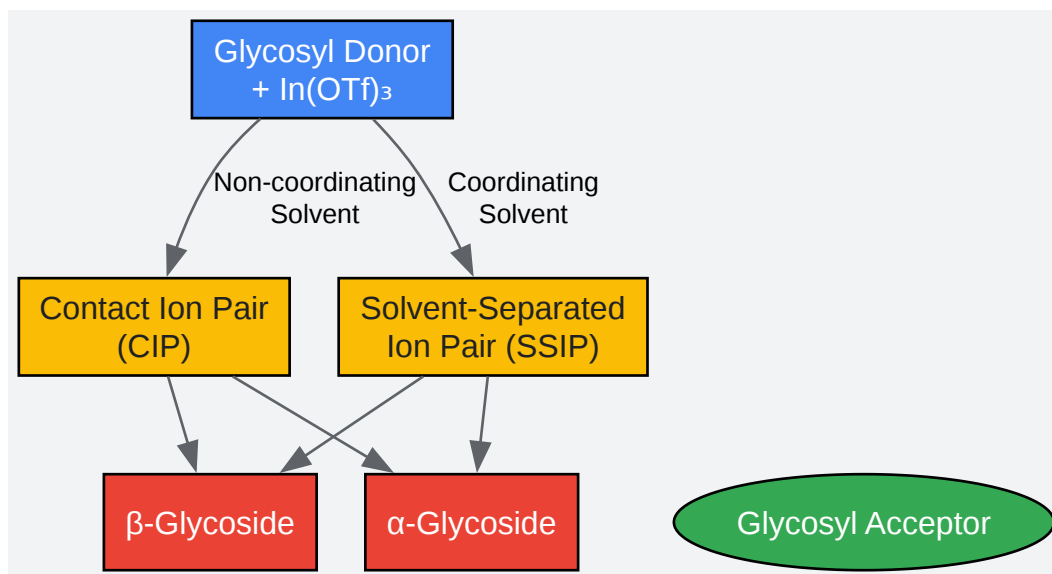 Glycosyl Donor
+ In(OTf)₃
Non-coordinating
Solvent
Coordinating
Solvent
Contact Ion Pair
(CIP)
Solvent-Separated
Ion Pair (SSIP)
β-Glycoside
α-Glycoside
Glycosyl Acceptor